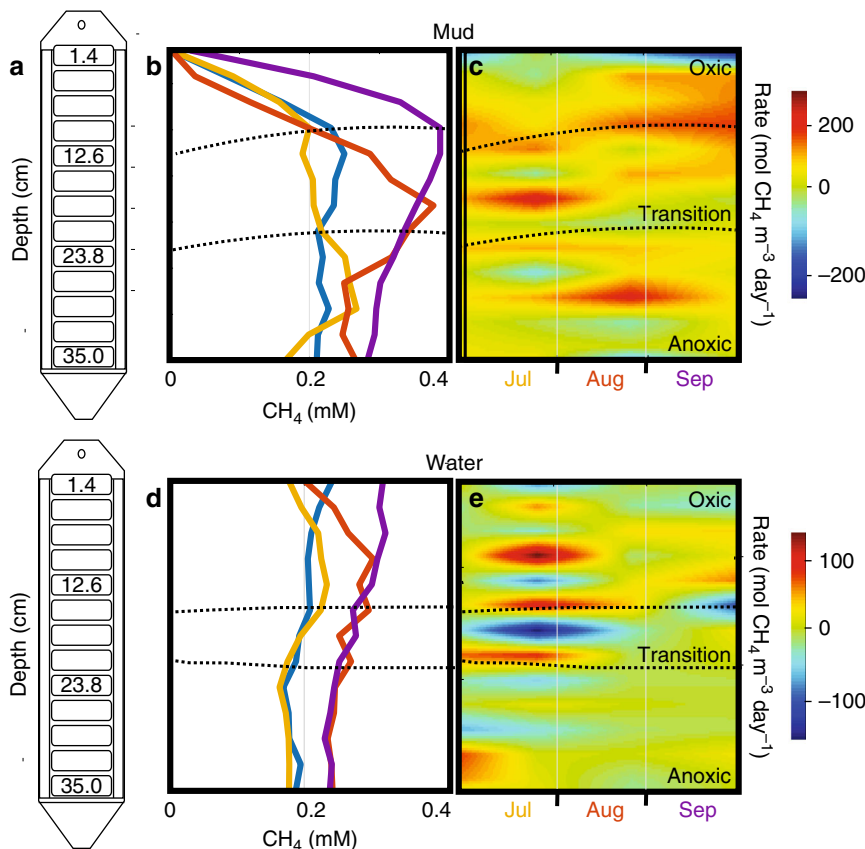 Mud
a
b
c
1.4
12.6
23.8
35.0
Depth (cm)
0
0.2
0.4
CH₄ (mM)
Oxic
Transition
Anoxic
Jul
Aug
Sep
200
0
−200
Rate (mol CH₄ m⁻³ day⁻¹)
Water
d
e
1.4
12.6
23.8
35.0
Depth (cm)
0
0.2
0.4
CH₄ (mM)
Oxic
Transition
Anoxic
Jul
Aug
Sep
100
0
−100
Rate (mol CH₄ m⁻³ day⁻¹)